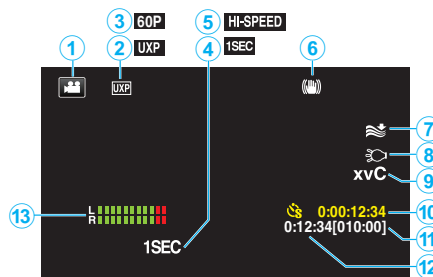 3 60P 5 HI-SPEED
2 UXP 4 1SEC
1 6
UXP
7
8
xvC 9
S 0:00:12:34 10
0:12:34[010:00] 11
13 L
R
1SEC
12